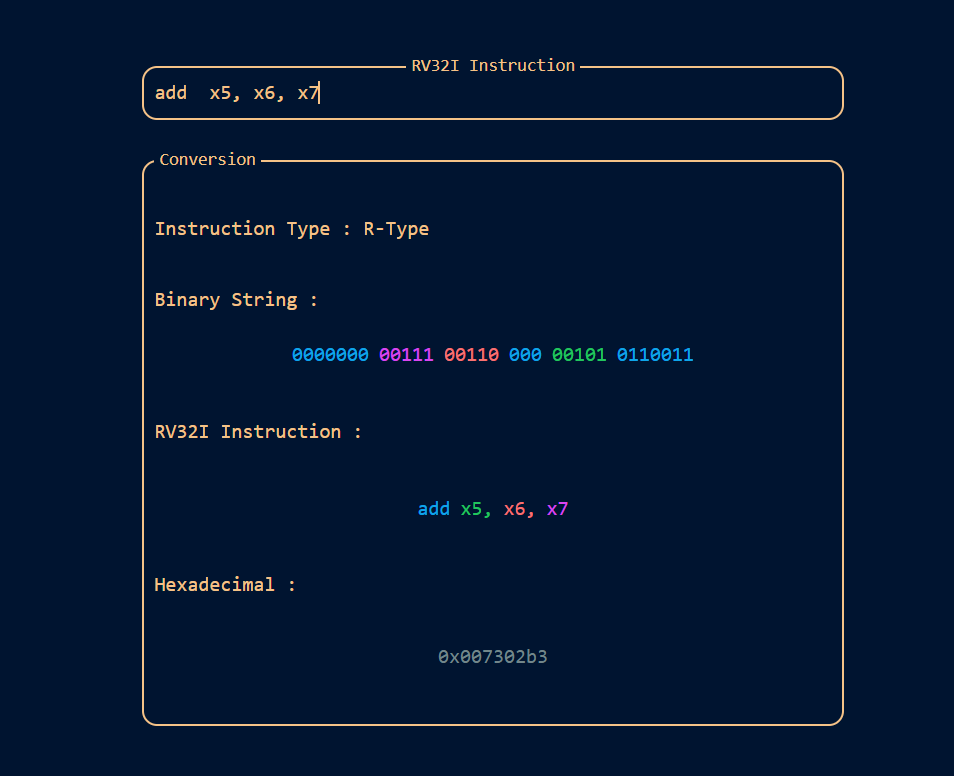 RV32I Instruction
add  x5, x6, x7
Conversion
Instruction Type : R-Type
Binary String :
0000000 00111 00110 000 00101 0110011
RV32I Instruction :
add x5, x6, x7
Hexadecimal :
0x007302b3